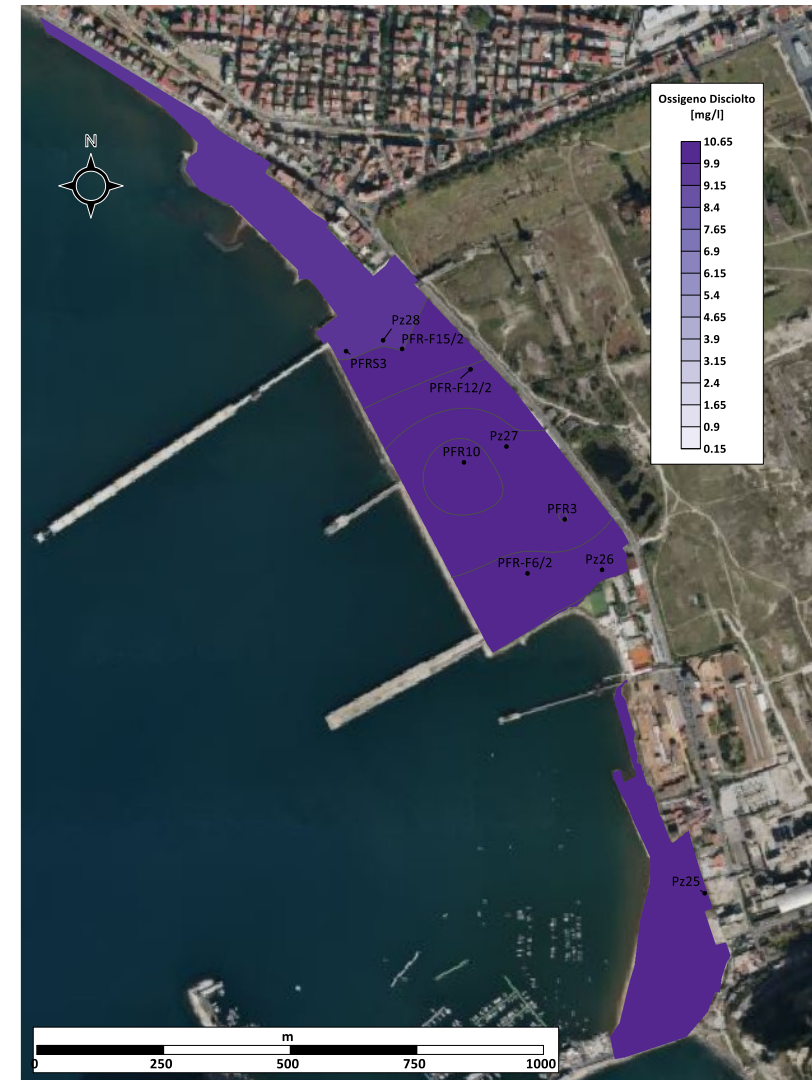 Ossigeno Disciolto
[mg/l]
10.65
9.9
9.15
8.4
7.65
6.9
6.15
5.4
4.65
3.9
3.15
2.4
1.65
0.9
0.15
N
Pz28
PFR-F15/2
PFRS3
PFR-F12/2
Pz27
PFR10
PFR3
PFR-F6/2
Pz26
Pz25
m
0 250 500 750 1000